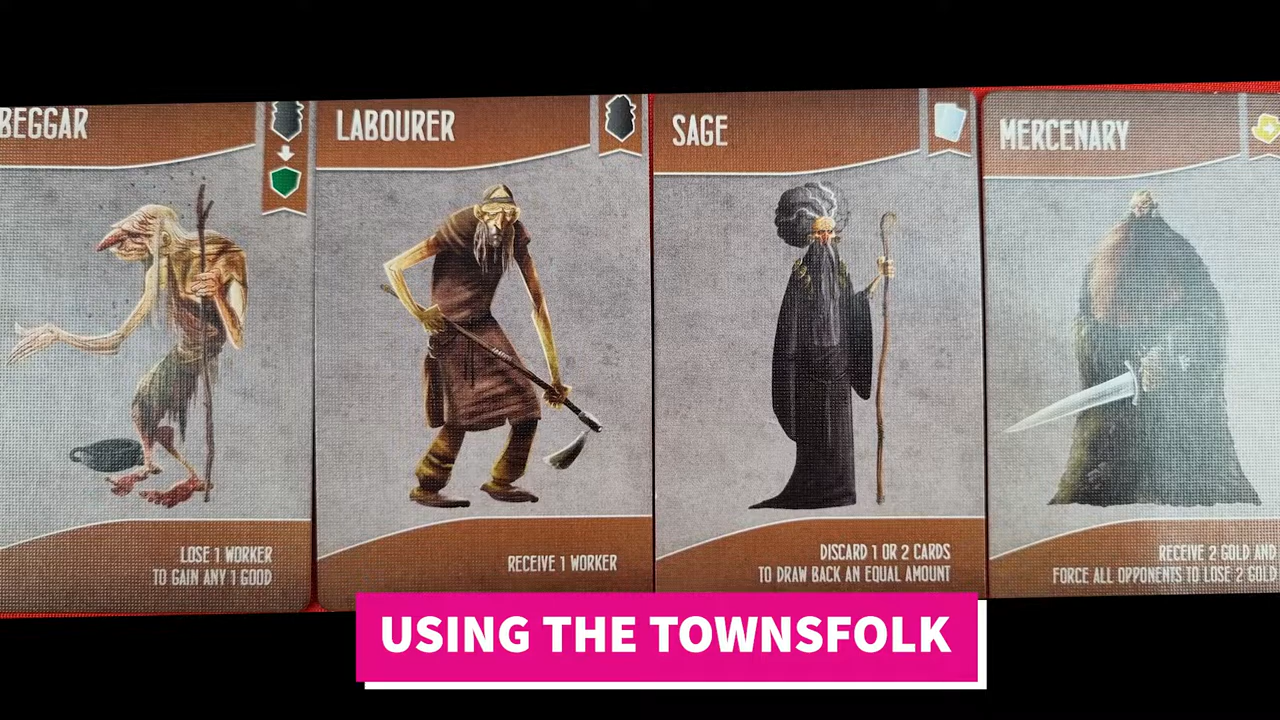 BEGGAR
LABOURER
SAGE
MERCENARY
LOSE 1 WORKER
TO GAIN ANY 1 GOOD
RECEIVE 1 WORKER
DISCARD 1 OR 2 CARDS
TO DRAW BACK AN EQUAL AMOUNT
RECEIVE 2 GOLD AND
FORCE ALL OPPONENTS TO LOSE 2 GOLD
USING THE TOWNSFOLK